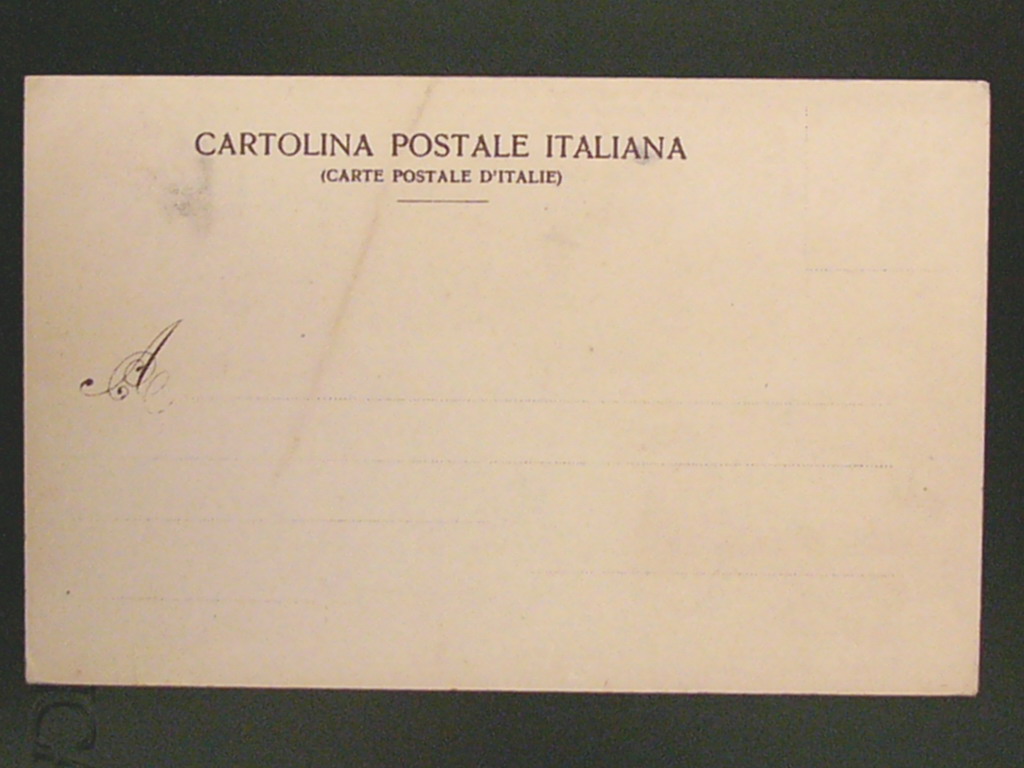 CARTOLINA POSTALE ITALIANA
(CARTE POSTALE D'ITALIE)
A